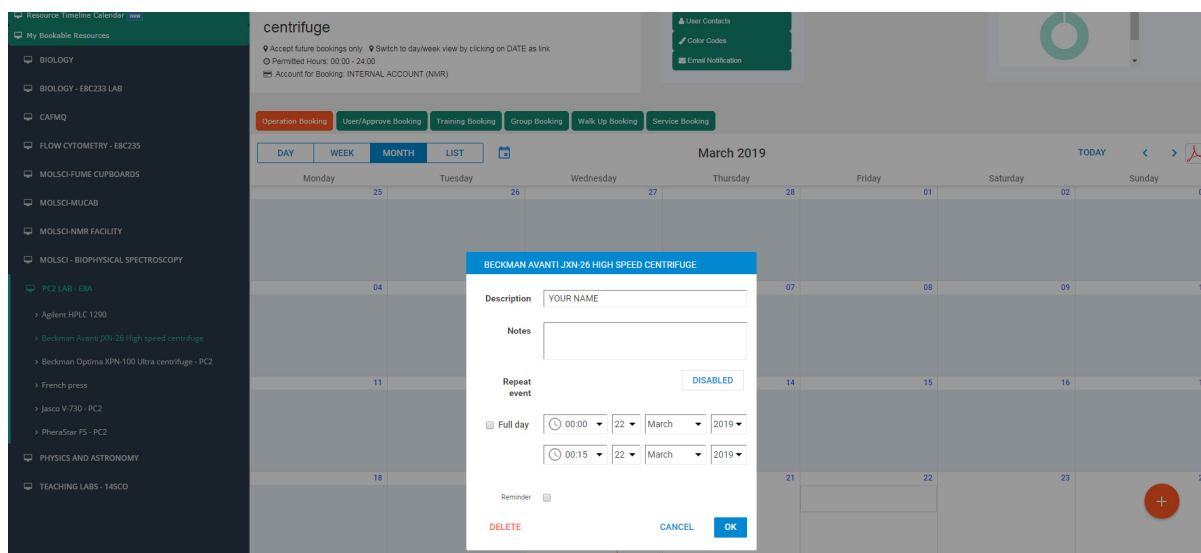 Resource Timeline Calendar new
My Bookable Resources
BIOLOGY
BIOLOGY - E8C233 LAB
CAFMQ
FLOW CYTOMETRY - E8C235
MOLSCI-FUME CUPBOARDS
MOLSCI-MUCAB
MOLSCI-NMR FACILITY
MOLSCI - BIOPHYSICAL SPECTROSCOPY
PC2 LAB - E8A
> Agilent HPLC 1290
> Beckman Avanti JXN-26 High speed centrifuge
> Beckman Optima XPN-100 Ultra centrifuge - PC2
> French press
> Jasco V-730 - PC2
> PheraStar FS - PC2
PHYSICS AND ASTRONOMY
TEACHING LABS - 14SCO
centrifuge
Accept future bookings only Switch to day/week view by clicking on DATE as link
Permitted Hours: 00:00 - 24:00
Account for Booking: INTERNAL ACCOUNT (NMR)
User Contacts
Color Codes
Email Notification
Operation Booking User/Approve Booking Training Booking Group Booking Walk Up Booking Service Booking
DAY WEEK MONTH LIST March 2019 TODAY < >
Monday Tuesday Wednesday Thursday Friday Saturday Sunday
25 26 27 28 01 02
04 07 08 09
11 14 15 16
18 21 22 23
BECKMAN AVANTI JXN-26 HIGH SPEED CENTRIFUGE
Description YOUR NAME
Notes
Repeat event DISABLED
Full day 00:00 22 March 2019
00:15 22 March 2019
Reminder
DELETE CANCEL OK
+